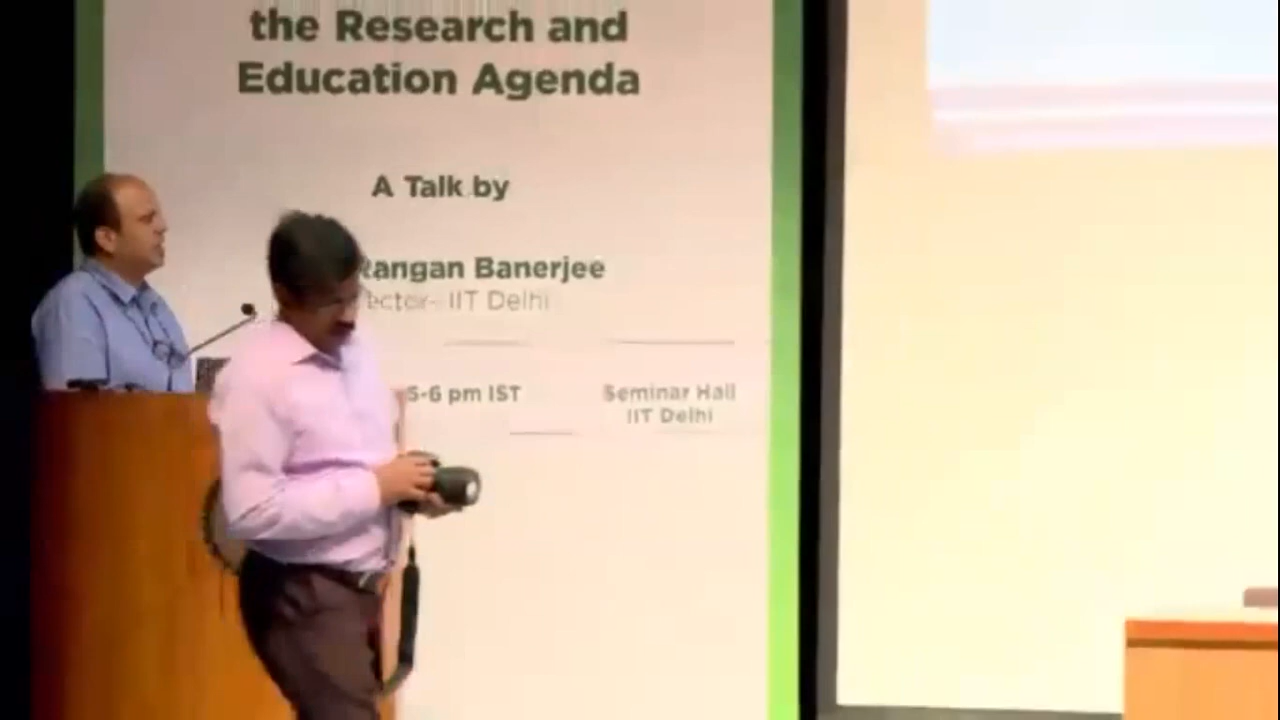 the Research and
Education Agenda
A Talk by
Rangan Banerjee
ector- IIT Delhi
5-6 pm IST
Seminar Hall
IIT Delhi